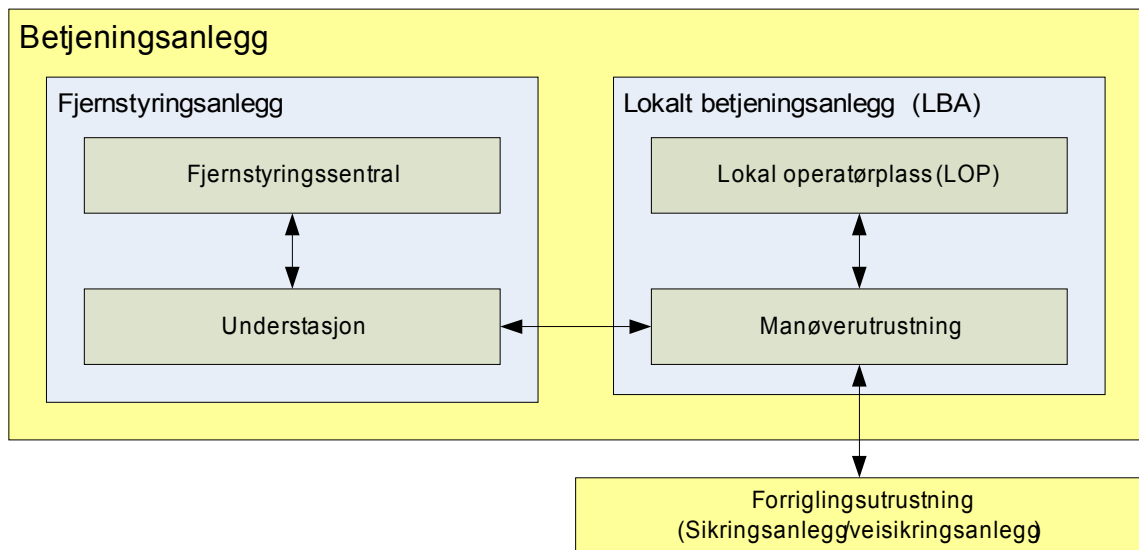 Betjeningsanlegg
Fjernstyringsanlegg
Fjernstyringssentral
Understasjon
Lokalt betjeningsanlegg (LBA)
Lokal operatørplass (LOP)
Manøverutrustning
Forriglingsutrustning
(Sikringsanlegg/veisikringsanlegg)